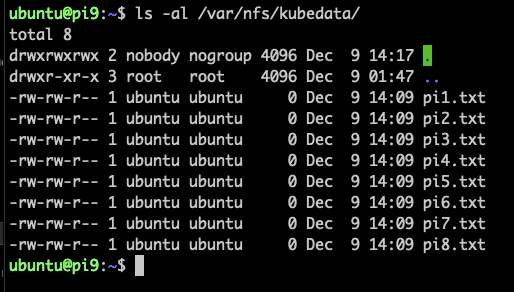 ubuntu@pi9:~$ ls -al /var/nfs/kubedata/
total 8
drwxrwxrwx 2 nobody nogroup 4096 Dec  9 14:17 .
drwxr-xr-x 3 root   root    4096 Dec  9 01:47 ..
-rw-rw-r-- 1 ubuntu ubuntu     0 Dec  9 14:09 pi1.txt
-rw-rw-r-- 1 ubuntu ubuntu     0 Dec  9 14:09 pi2.txt
-rw-rw-r-- 1 ubuntu ubuntu     0 Dec  9 14:09 pi3.txt
-rw-rw-r-- 1 ubuntu ubuntu     0 Dec  9 14:09 pi4.txt
-rw-rw-r-- 1 ubuntu ubuntu     0 Dec  9 14:09 pi5.txt
-rw-rw-r-- 1 ubuntu ubuntu     0 Dec  9 14:09 pi6.txt
-rw-rw-r-- 1 ubuntu ubuntu     0 Dec  9 14:09 pi7.txt
-rw-rw-r-- 1 ubuntu ubuntu     0 Dec  9 14:09 pi8.txt
ubuntu@pi9:~$